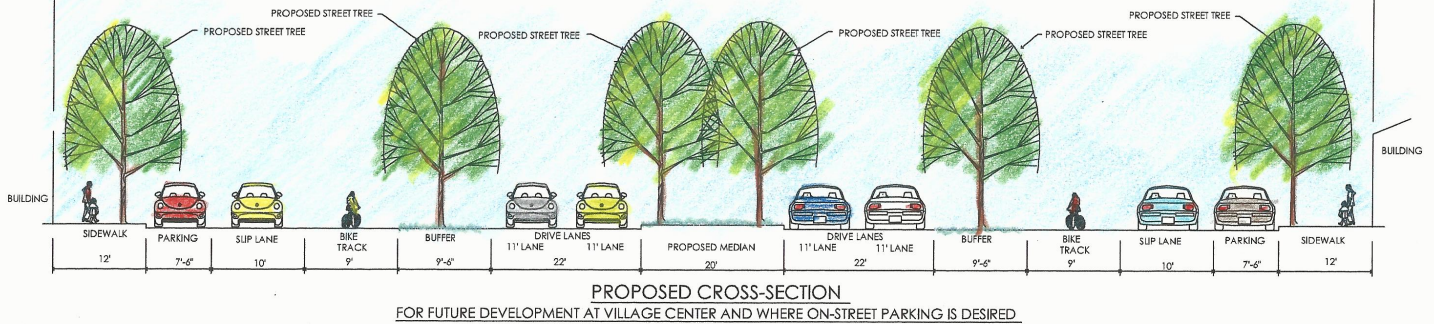 PROPOSED STREET TREE
PROPOSED STREET TREE
PROPOSED STREET TREE
PROPOSED STREET TREE
PROPOSED STREET TREE
PROPOSED STREET TREE
BUILDING
BUILDING
SIDEWALK
PARKING
SLIP LANE
BIKE
TRACK
BUFFER
DRIVE LANES
11' LANE 11' LANE
PROPOSED MEDIAN
DRIVE LANES
11' LANE 11' LANE
BUFFER
BIKE
TRACK
SLIP LANE
PARKING
SIDEWALK
12' 7'-6" 10' 9' 9'-6" 22' 20' 22' 9'-6" 9' 10' 7'-6" 12'
PROPOSED CROSS-SECTION
FOR FUTURE DEVELOPMENT AT VILLAGE CENTER AND WHERE ON-STREET PARKING IS DESIRED